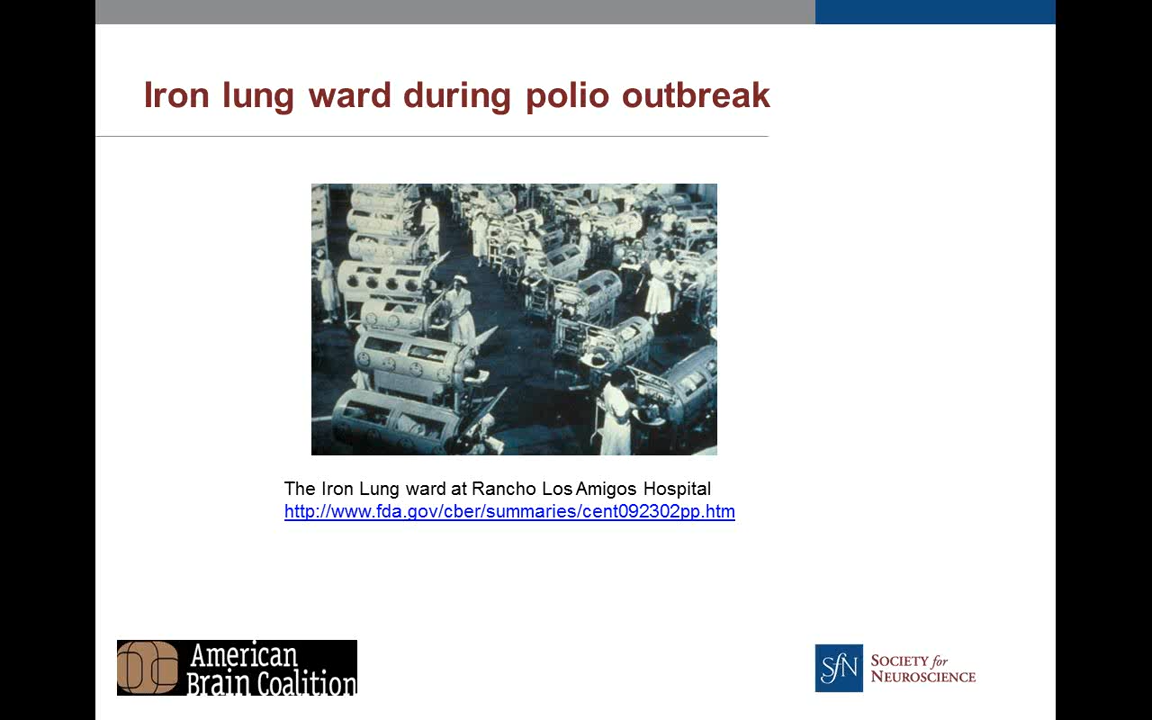 Iron lung ward during polio outbreak
The Iron Lung ward at Rancho Los Amigos Hospital
http://www.fda.gov/cber/summaries/cent092302pp.htm
American
Brain Coalition
SfN
SOCIETY for
NEUROSCIENCE